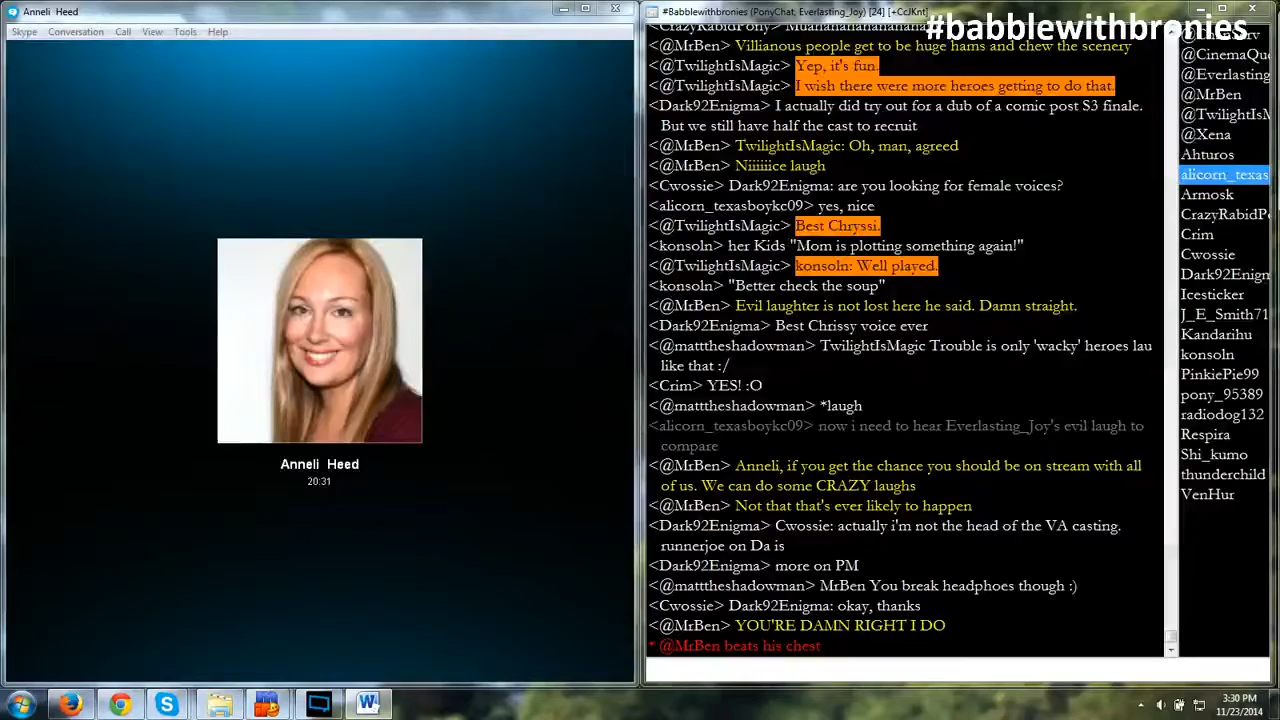 Anneli Heed
Skype Conversation Call View Tools Help
Anneli Heed
20:31
#Babblewithbronies (PonyChat, Everlasting_Joy) [24] [+CcJKnt]
#babblewithbronies
<@MrBen> Villianous people get to be huge hams and chew the scenery
<@TwilightIsMagic> Yep, it's fun.
<@TwilightIsMagic> I wish there were more heroes getting to do that.
<Dark92Enigma> I actually did try out for a dub of a comic post S3 finale.
But we still have half the cast to recruit
<@MrBen> TwilightIsMagic: Oh, man, agreed
<@MrBen> Niiiiiice laugh
<Cwossie> Dark92Enigma: are you looking for female voices?
<alicorn_texasboykc09> yes, nice
<@TwilightIsMagic> Best Chryssi.
<konsoln> her Kids "Mom is plotting something again!"
<@TwilightIsMagic> konsoln: Well played.
<konsoln> "Better check the soup"
<@MrBen> Evil laughter is not lost here he said. Damn straight.
<Dark92Enigma> Best Chrissy voice ever
<@matttheshadowman> TwilightIsMagic Trouble is only 'wacky' heroes lau
like that :/
<Crim> YES! :O
<@matttheshadowman> *laugh
<alicorn_texasboykc09> now i need to hear Everlasting_Joy's evil laugh to
compare
<@MrBen> Anneli, if you get the chance you should be on stream with all
of us. We can do some CRAZY laughs
<@MrBen> Not that that's ever likely to happen
<Dark92Enigma> Cwossie: actually i'm not the head of the VA casting.
runnerjoe on Da is
<Dark92Enigma> more on PM
<@matttheshadowman> MrBen You break headphoes though :)
<Cwossie> Dark92Enigma: okay, thanks
<@MrBen> YOU'RE DAMN RIGHT I DO
* @MrBen beats his chest
@CinemaQu
@Everlasting
@MrBen
@TwilightIsM
@Xena
Ahturos
alicorn_texas
Armosk
CrazyRabidPo
Crim
Cwossie
Dark92Enigm
Icesticker
J_E_Smith71
Kandarihu
konsoln
PinkiePie99
pony_95389
radiodog132
Respira
Shi_kumo
thunderchild
VenHur
3:30 PM
11/23/2014